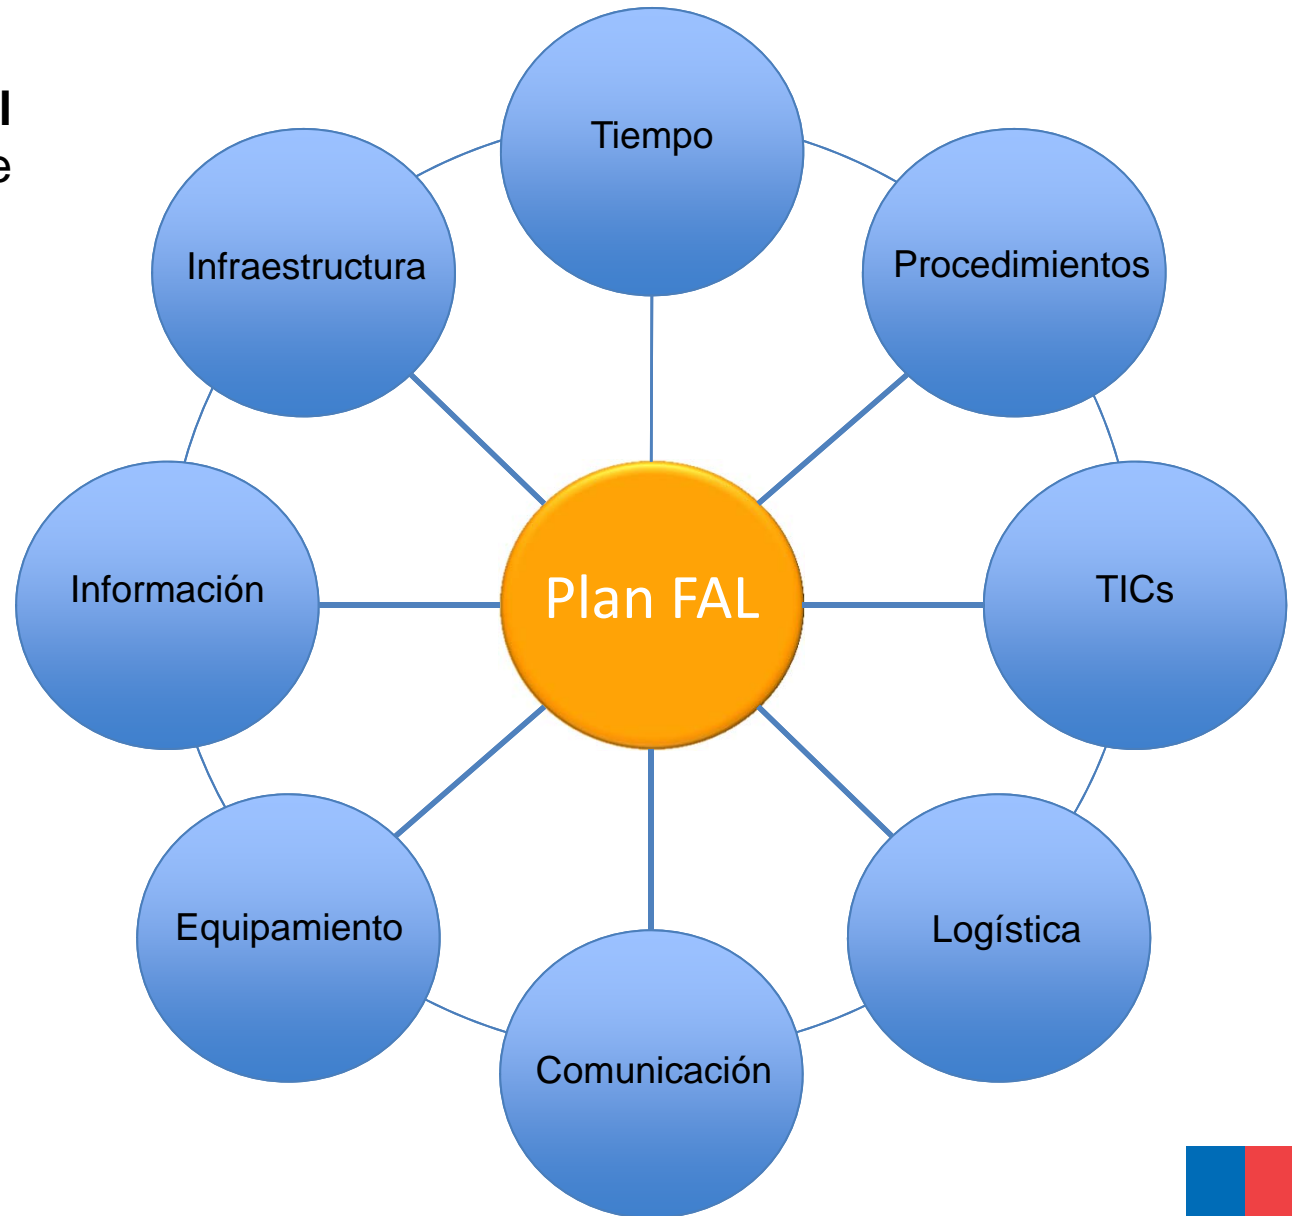 l
e
Tiempo
Procedimientos
TICs
Logística
Comunicación
Equipamiento
Información
Infraestructura
Plan FAL